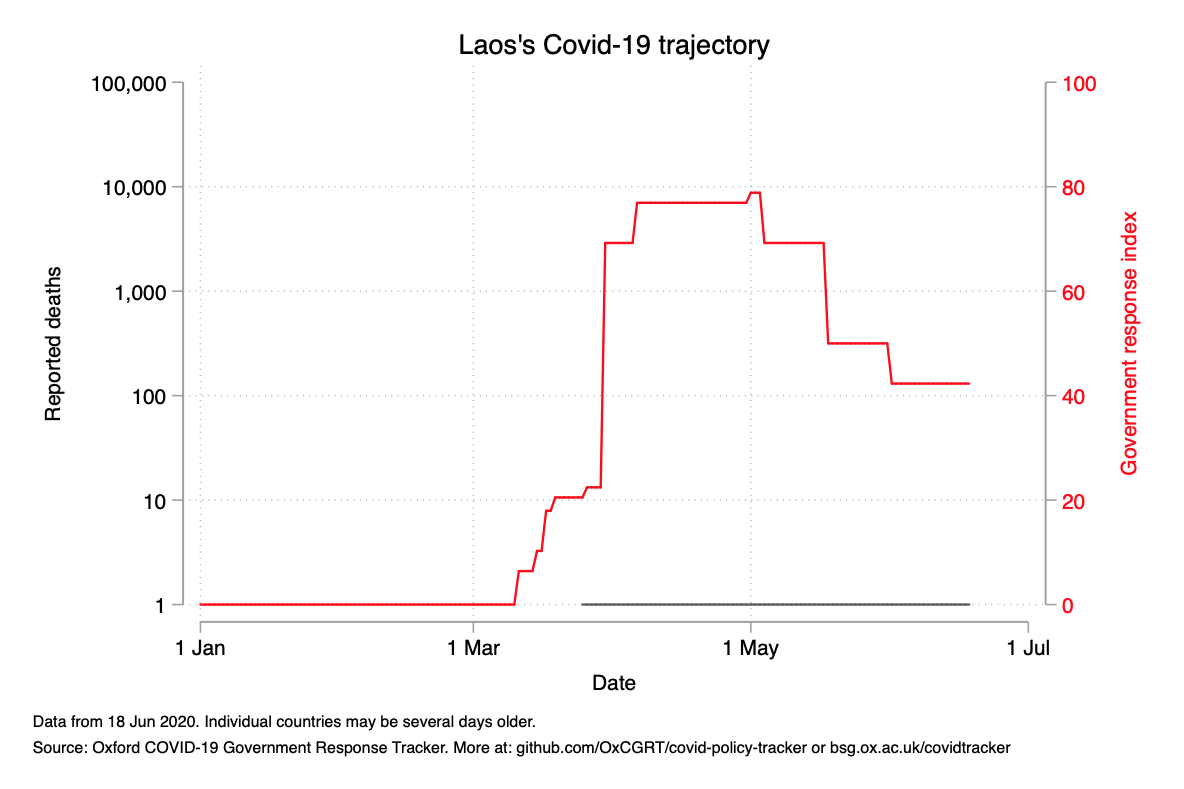 Laos's Covid-19 trajectory
100,000
10,000
1,000
100
10
1
Reported deaths
100
80
60
40
20
0
Government response index
1 Jan
1 Mar
1 May
1 Jul
Date
Data from 18 Jun 2020. Individual countries may be several days older.
Source: Oxford COVID-19 Government Response Tracker. More at: github.com/OxCGRT/covid-policy-tracker or bsg.ox.ac.uk/covidtracker